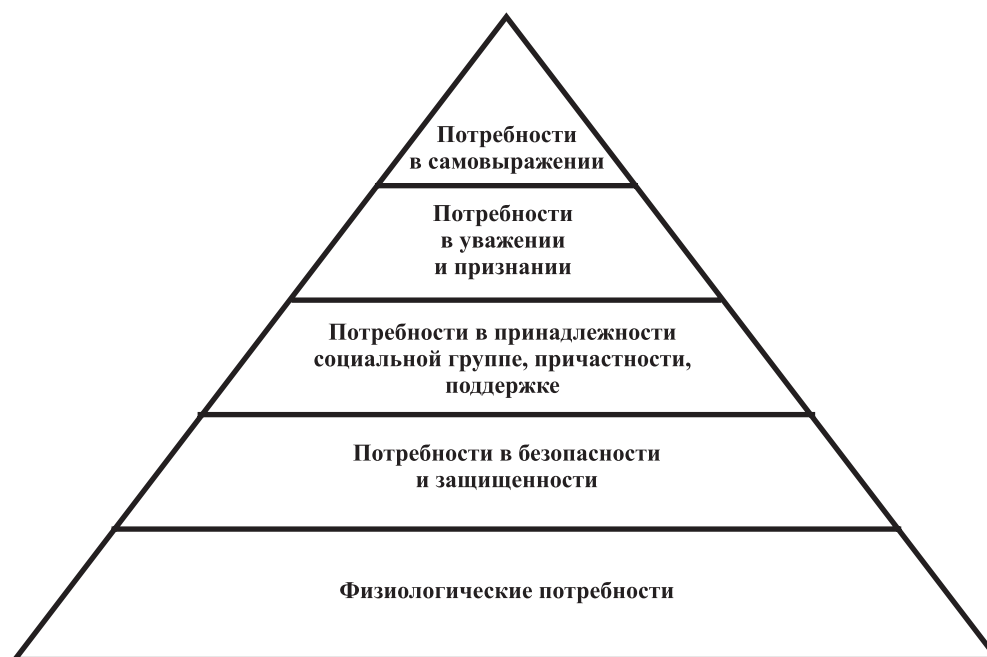 Потребности
в самовыражении
Потребности
в уважении
и признании
Потребности в принадлежности
социальной группе, причастности,
поддержке
Потребности в безопасности
и защищенности
Физиологические потребности